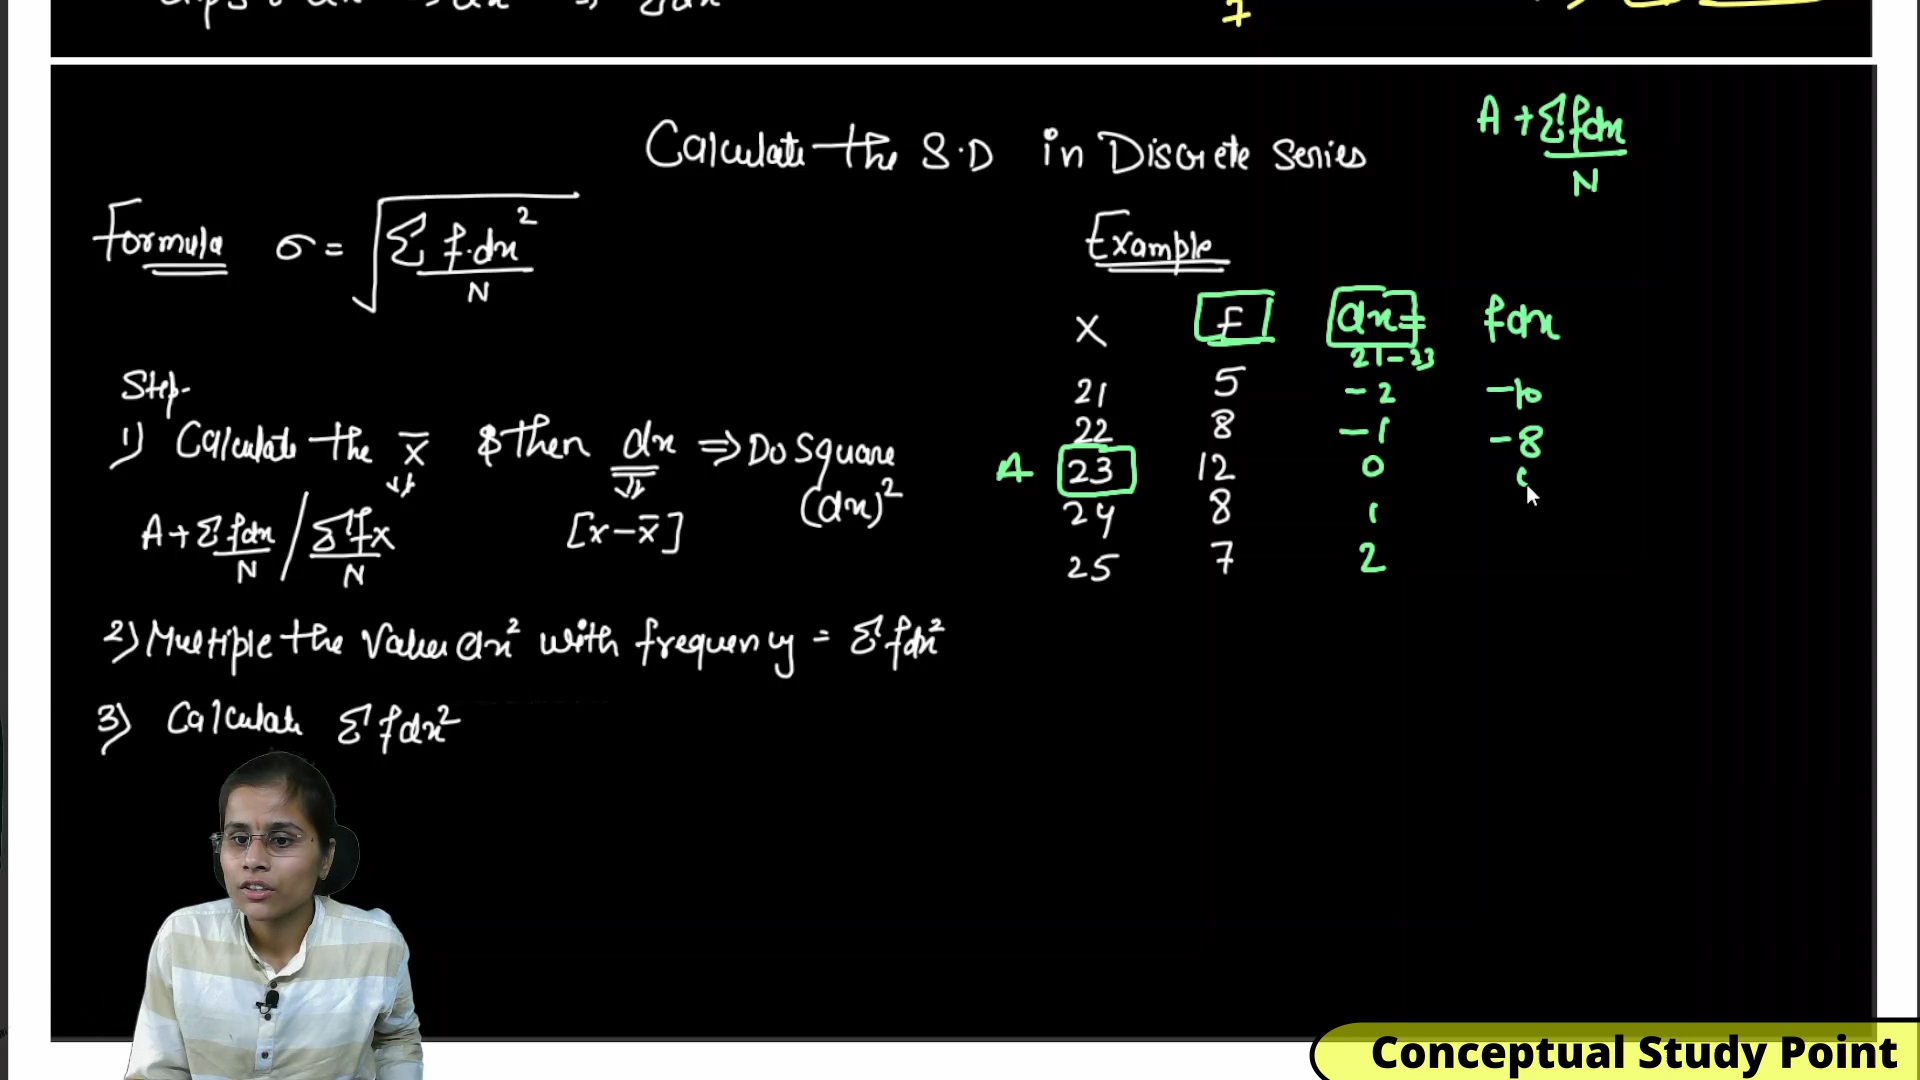 Calculate the S.D in Discrete Series
A + Σfdx
N
Formula σ = √Σ f.dx²
N
Example
X f dx= fdx
21-23
21 5 -2 -10
22 8 -1 -8
A 23 12 0
24 8 1
25 7 2
Step-
1) Calculate the x̄ & then dx ⇒ Do Square
(dx)²
A + Σfdx / Σfx [x-x̄]
N N
2) Multiple the Value dx² with frequency = Σfdx²
3) Calculate Σfdx²
Conceptual Study Point